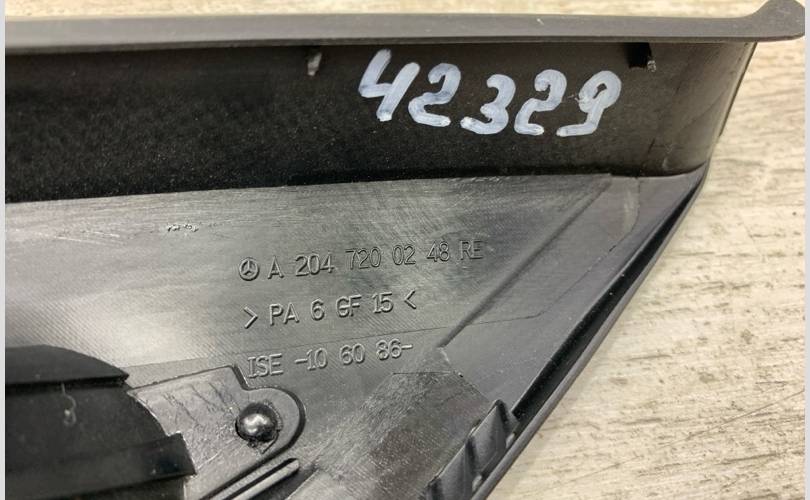 42329
A 204 720 02 48 RE
>PA 6 GF 15<
ISE -10 60 86-